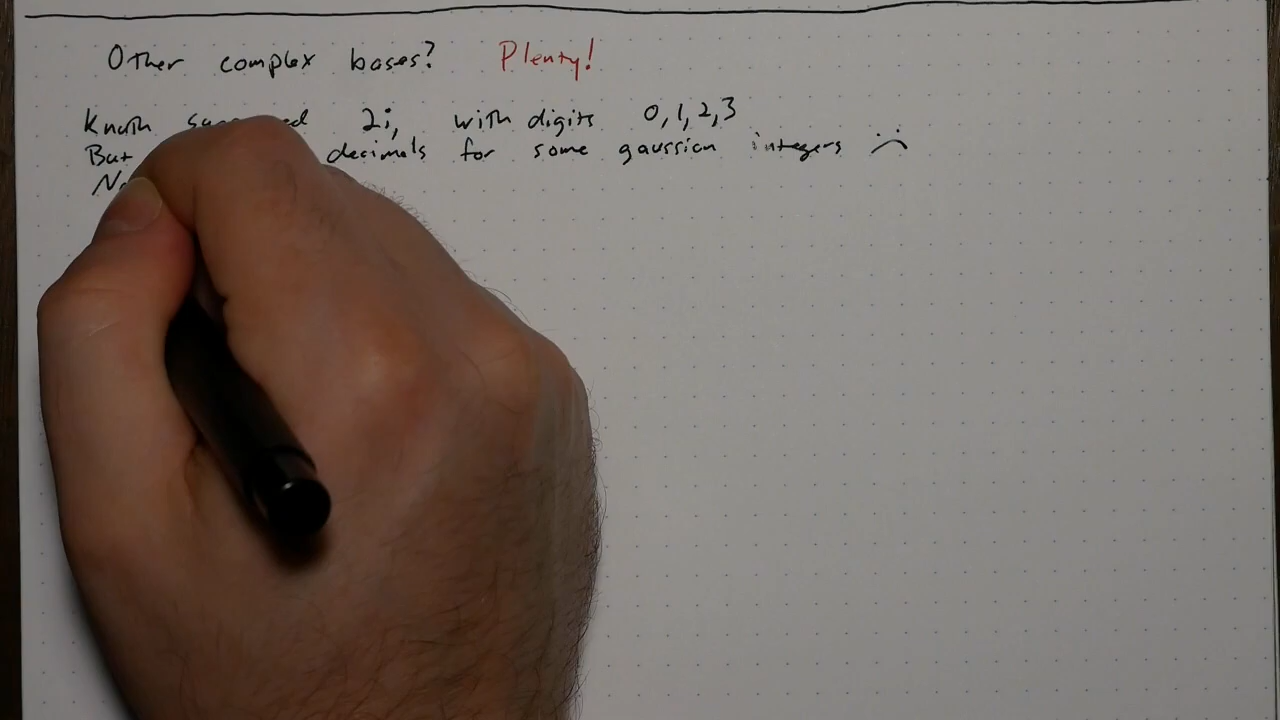 Other complex bases? Plenty!
Knuth 2i, with digits 0,1,2,3
But decimals for some gaussian integers